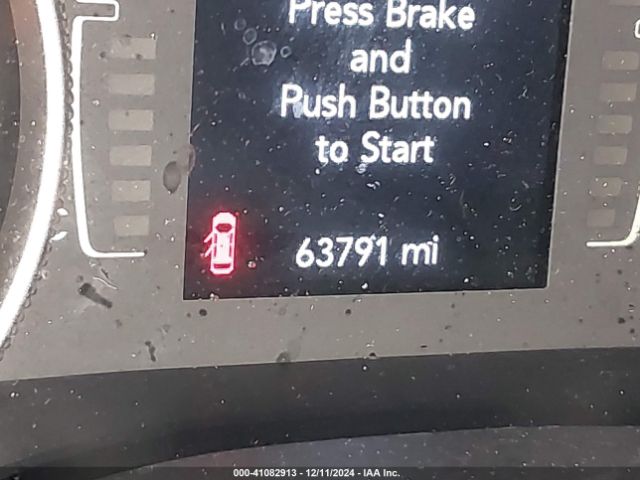 Press Brake
and
Push Button
to Start
63791 mi
000-41082913 - 12/11/2024 - IAA Inc.